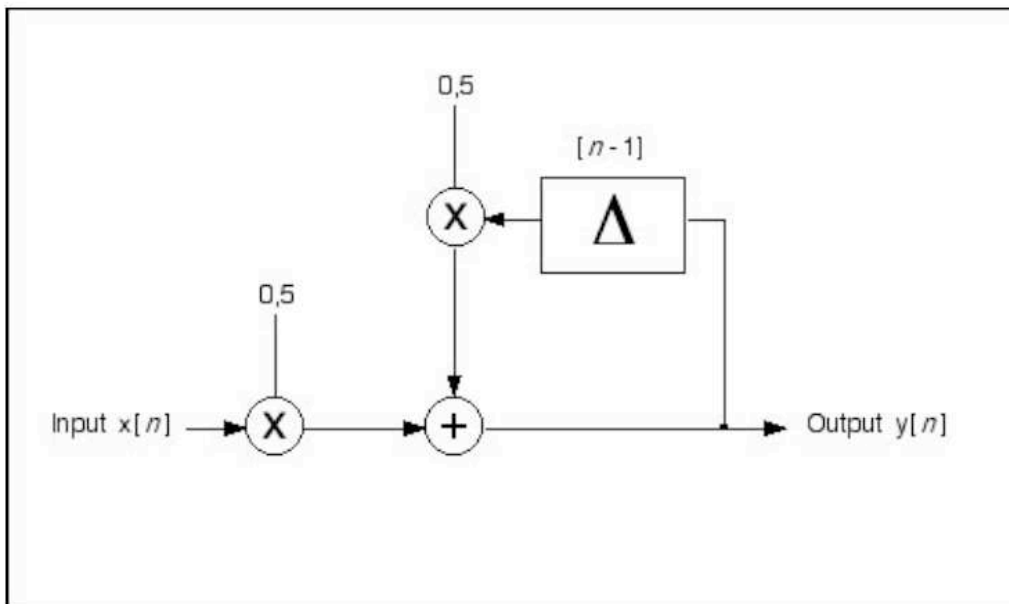 0,5
[n-1]
X
Δ
0,5
Input x[n]
X
+
Output y[n]